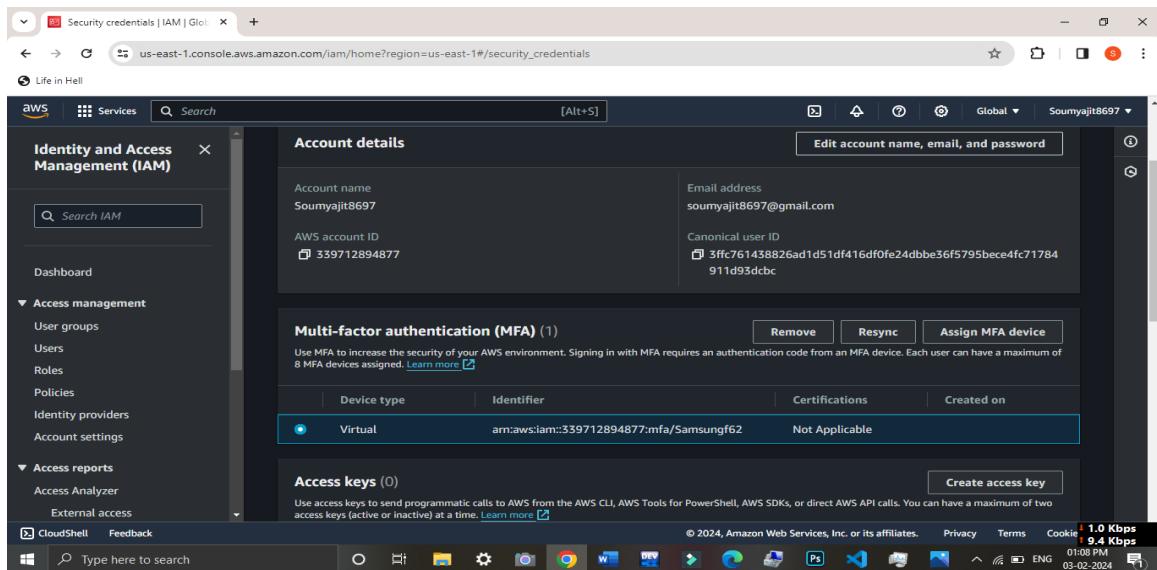 Security credentials | IAM | Glob
us-east-1.console.aws.amazon.com/iam/home?region=us-east-1#/security_credentials
S
Life in Hell
aws Services Search [Alt+S] Global Soumyajit8697
Identity and Access
Management (IAM)
Search IAM
Dashboard
Access management
User groups
Users
Roles
Policies
Identity providers
Account settings
Access reports
Access Analyzer
External access
Account details
Edit account name, email, and password
Account name
Soumyajit8697
Email address
soumyajit8697@gmail.com
AWS account ID
339712894877
Canonical user ID
3ffc761438826ad1d51df416df0fe24dbbe36f5795bece4fc71784
911d93dcbc
Multi-factor authentication (MFA) (1)
Remove Resync Assign MFA device
Use MFA to increase the security of your AWS environment. Signing in with MFA requires an authentication code from an MFA device. Each user can have a maximum of
8 MFA devices assigned. Learn more
Device type Identifier Certifications Created on
Virtual arn:aws:iam::339712894877:mfa/Samsungf62 Not Applicable
Access keys (0)
Create access key
Use access keys to send programmatic calls to AWS from the AWS CLI, AWS Tools for PowerShell, AWS SDKs, or direct AWS API calls. You can have a maximum of two
access keys (active or inactive) at a time. Learn more
CloudShell Feedback © 2024, Amazon Web Services, Inc. or its affiliates. Privacy Terms Cookie
1.0 Kbps
9.4 Kbps
Type here to search
W
DEV
Ps
ENG
01:08 PM
03-02-2024
1